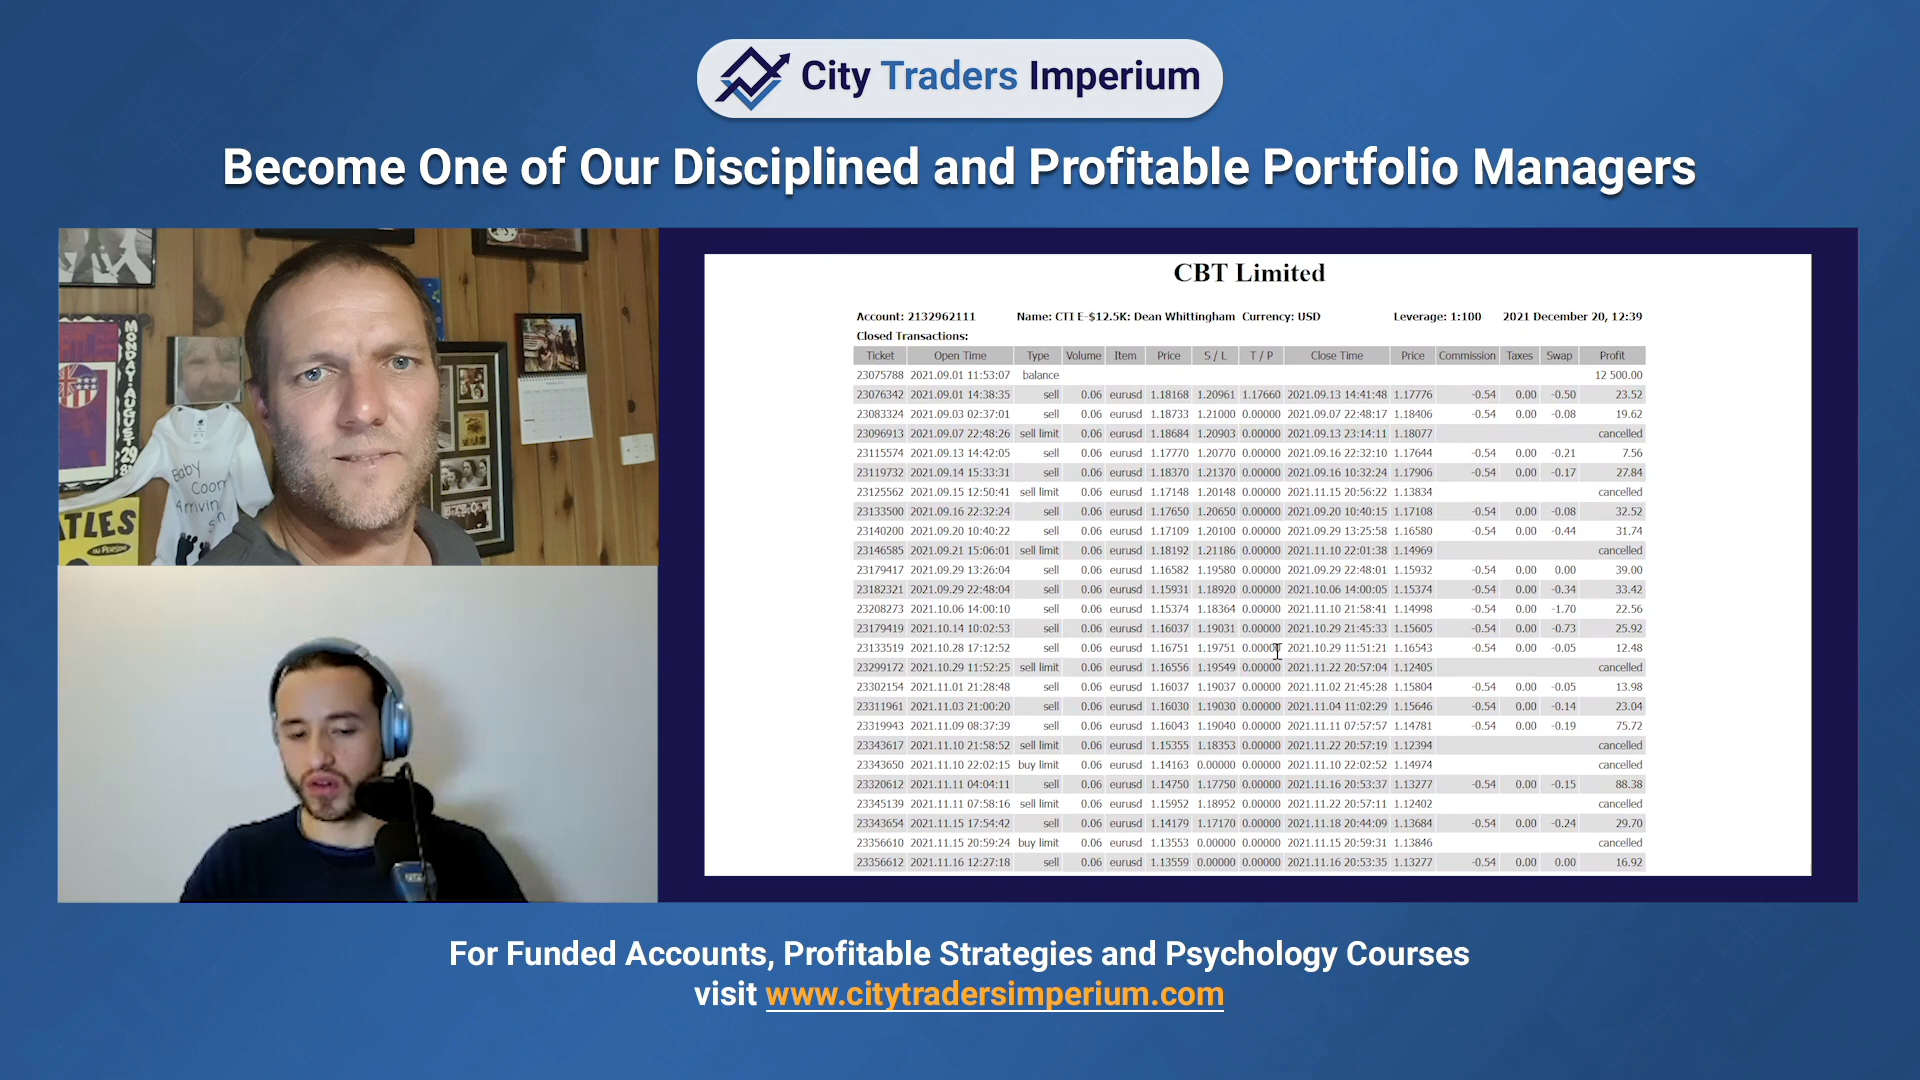 City Traders Imperium
Become One of Our Disciplined and Profitable Portfolio Managers
MONDAY-AUGUST-29
Baby
Coon
Arrivin
ATLES
IN PERSON
CBT Limited
Account: 2132962111 Name: CTI E-$12.5K: Dean Whittingham Currency: USD Leverage: 1:100 2021 December 20, 12:39
Closed Transactions:
Ticket Open Time Type Volume Item Price S / L T / P Close Time Price Commission Taxes Swap Profit
23075788 2021.09.01 11:53:07 balance 12 500.00
23076342 2021.09.01 14:38:35 sell 0.06 eurusd 1.18168 1.20961 1.17660 2021.09.13 14:41:48 1.17776 -0.54 0.00 -0.50 23.52
23083324 2021.09.03 02:37:01 sell 0.06 eurusd 1.18733 1.21000 0.00000 2021.09.07 22:48:17 1.18406 -0.54 0.00 -0.08 19.62
23096913 2021.09.07 22:48:26 sell limit 0.06 eurusd 1.18684 1.20903 0.00000 2021.09.13 23:14:11 1.18077 cancelled
23115574 2021.09.13 14:42:05 sell 0.06 eurusd 1.17770 1.20770 0.00000 2021.09.16 22:32:10 1.17644 -0.54 0.00 -0.21 7.56
23119732 2021.09.14 15:33:31 sell 0.06 eurusd 1.18370 1.21370 0.00000 2021.09.16 10:32:24 1.17906 -0.54 0.00 -0.17 27.84
23125562 2021.09.15 12:50:41 sell limit 0.06 eurusd 1.17148 1.20148 0.00000 2021.11.15 20:56:22 1.13834 cancelled
23133500 2021.09.16 22:32:24 sell 0.06 eurusd 1.17650 1.20650 0.00000 2021.09.20 10:40:15 1.17108 -0.54 0.00 -0.08 32.52
23140200 2021.09.20 10:40:22 sell 0.06 eurusd 1.17109 1.20100 0.00000 2021.09.29 13:25:58 1.16580 -0.54 0.00 -0.44 31.74
23146585 2021.09.21 15:06:01 sell limit 0.06 eurusd 1.18192 1.21186 0.00000 2021.11.10 22:01:38 1.14969 cancelled
23179417 2021.09.29 13:26:04 sell 0.06 eurusd 1.16582 1.19580 0.00000 2021.09.29 22:48:01 1.15932 -0.54 0.00 0.00 39.00
23182321 2021.09.29 22:48:04 sell 0.06 eurusd 1.15931 1.18920 0.00000 2021.10.06 14:00:05 1.15374 -0.54 0.00 -0.34 33.42
23208273 2021.10.06 14:00:10 sell 0.06 eurusd 1.15374 1.18364 0.00000 2021.11.10 21:58:41 1.14998 -0.54 0.00 -1.70 22.56
23179419 2021.10.14 10:02:53 sell 0.06 eurusd 1.16037 1.19031 0.00000 2021.10.29 21:45:33 1.15605 -0.54 0.00 -0.73 25.92
23133519 2021.10.28 17:12:52 sell 0.06 eurusd 1.16751 1.19751 0.00000 2021.10.29 11:51:21 1.16543 -0.54 0.00 -0.05 12.48
23299172 2021.10.29 11:52:25 sell limit 0.06 eurusd 1.16556 1.19549 0.00000 2021.11.22 20:57:04 1.12405 cancelled
23302154 2021.11.01 21:28:48 sell 0.06 eurusd 1.16037 1.19037 0.00000 2021.11.02 21:45:28 1.15804 -0.54 0.00 -0.05 13.98
23311961 2021.11.03 21:00:20 sell 0.06 eurusd 1.16030 1.19030 0.00000 2021.11.04 11:02:29 1.15646 -0.54 0.00 -0.14 23.04
23319943 2021.11.09 08:37:39 sell 0.06 eurusd 1.16043 1.19040 0.00000 2021.11.11 07:57:57 1.14781 -0.54 0.00 -0.19 75.72
23343617 2021.11.10 21:58:52 sell limit 0.06 eurusd 1.15355 1.18353 0.00000 2021.11.22 20:57:19 1.12394 cancelled
23343650 2021.11.10 22:02:15 buy limit 0.06 eurusd 1.14163 0.00000 0.00000 2021.11.10 22:02:52 1.14974 cancelled
23320612 2021.11.11 04:04:11 sell 0.06 eurusd 1.14750 1.17750 0.00000 2021.11.16 20:53:37 1.13277 -0.54 0.00 -0.15 88.38
23345139 2021.11.11 07:58:16 sell limit 0.06 eurusd 1.15952 1.18952 0.00000 2021.11.22 20:57:11 1.12402 cancelled
23343654 2021.11.15 17:54:42 sell 0.06 eurusd 1.14179 1.17170 0.00000 2021.11.18 20:44:09 1.13684 -0.54 0.00 -0.24 29.70
23356610 2021.11.15 20:59:24 buy limit 0.06 eurusd 1.13553 0.00000 0.00000 2021.11.15 20:59:31 1.13846 cancelled
23356612 2021.11.16 12:27:18 sell 0.06 eurusd 1.13559 0.00000 0.00000 2021.11.16 20:53:35 1.13277 -0.54 0.00 0.00 16.92
For Funded Accounts, Profitable Strategies and Psychology Courses
visit www.citytradersimperium.com